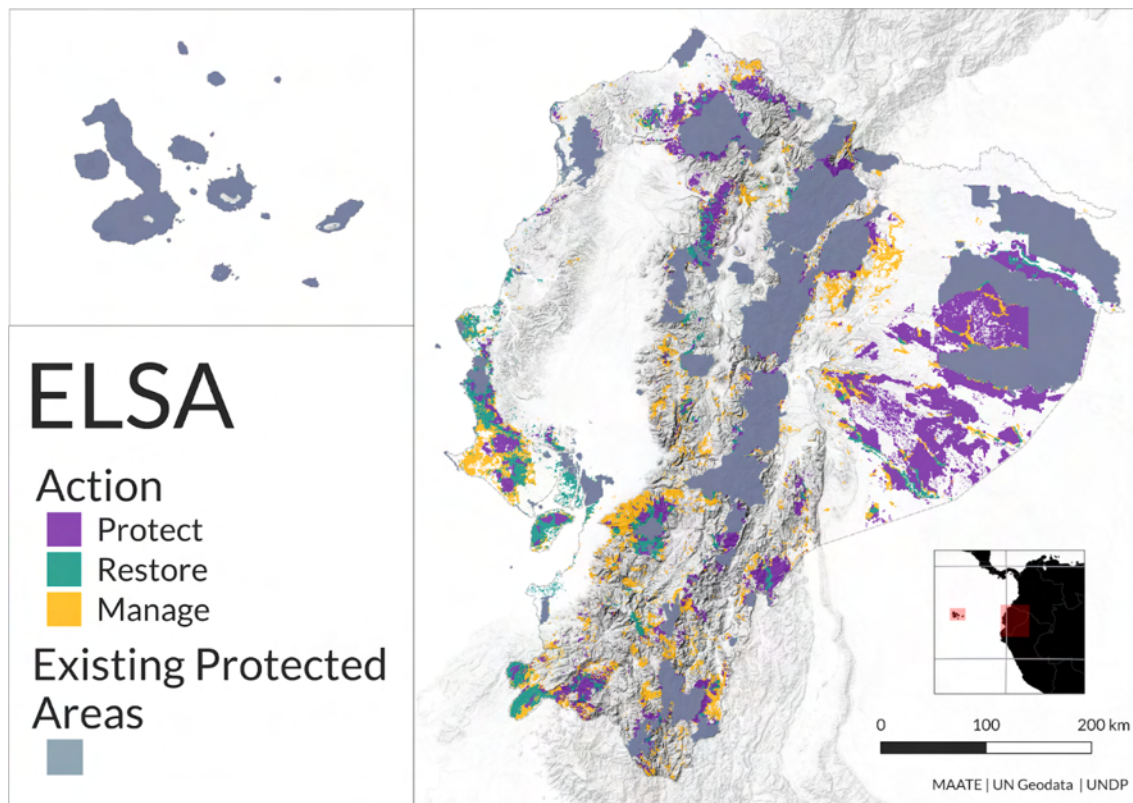 ELSA
Action
Protect
Restore
Manage
Existing Protected
Areas
0 100 200 km
MAATE | UN Geodata | UNDP